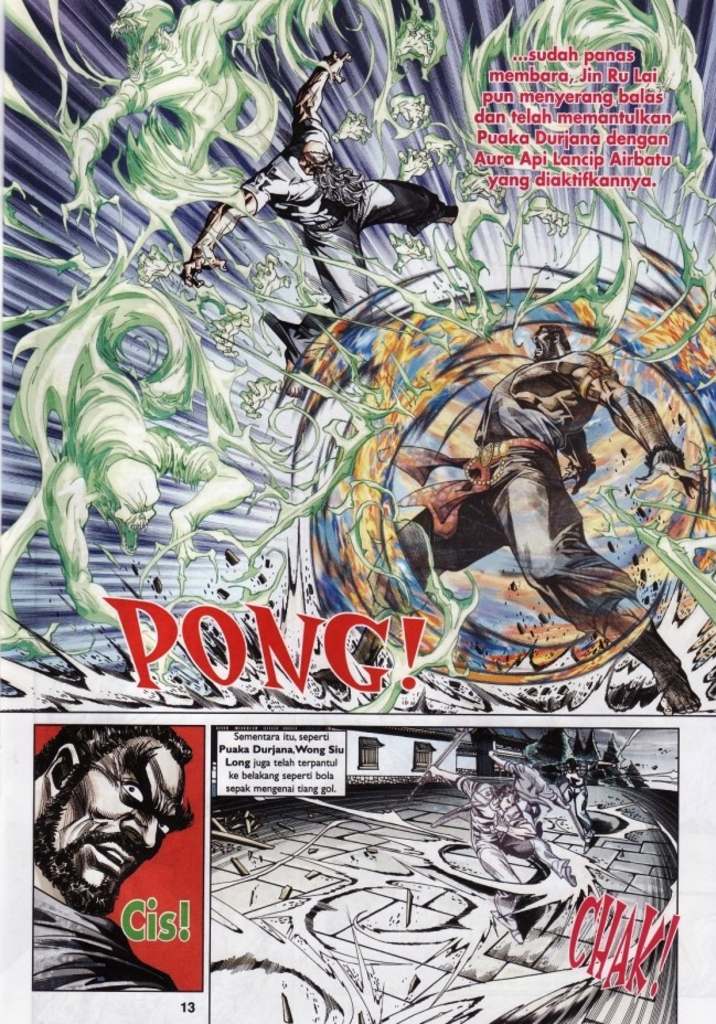 ...sudah panas
membara, Jin Ru Lai
pun menyerang balas
dan telah memantulkan
Puaka Durjana dengan
Aura Api Lancip Airbatu
yang diaktifkannya.
PONG!
Sementara itu, seperti
Puaka Durjana,Wong Siu
Long juga telah terpantul
ke belakang seperti bola
sepak mengenai tiang gol.
Cis!
CHAK!
13